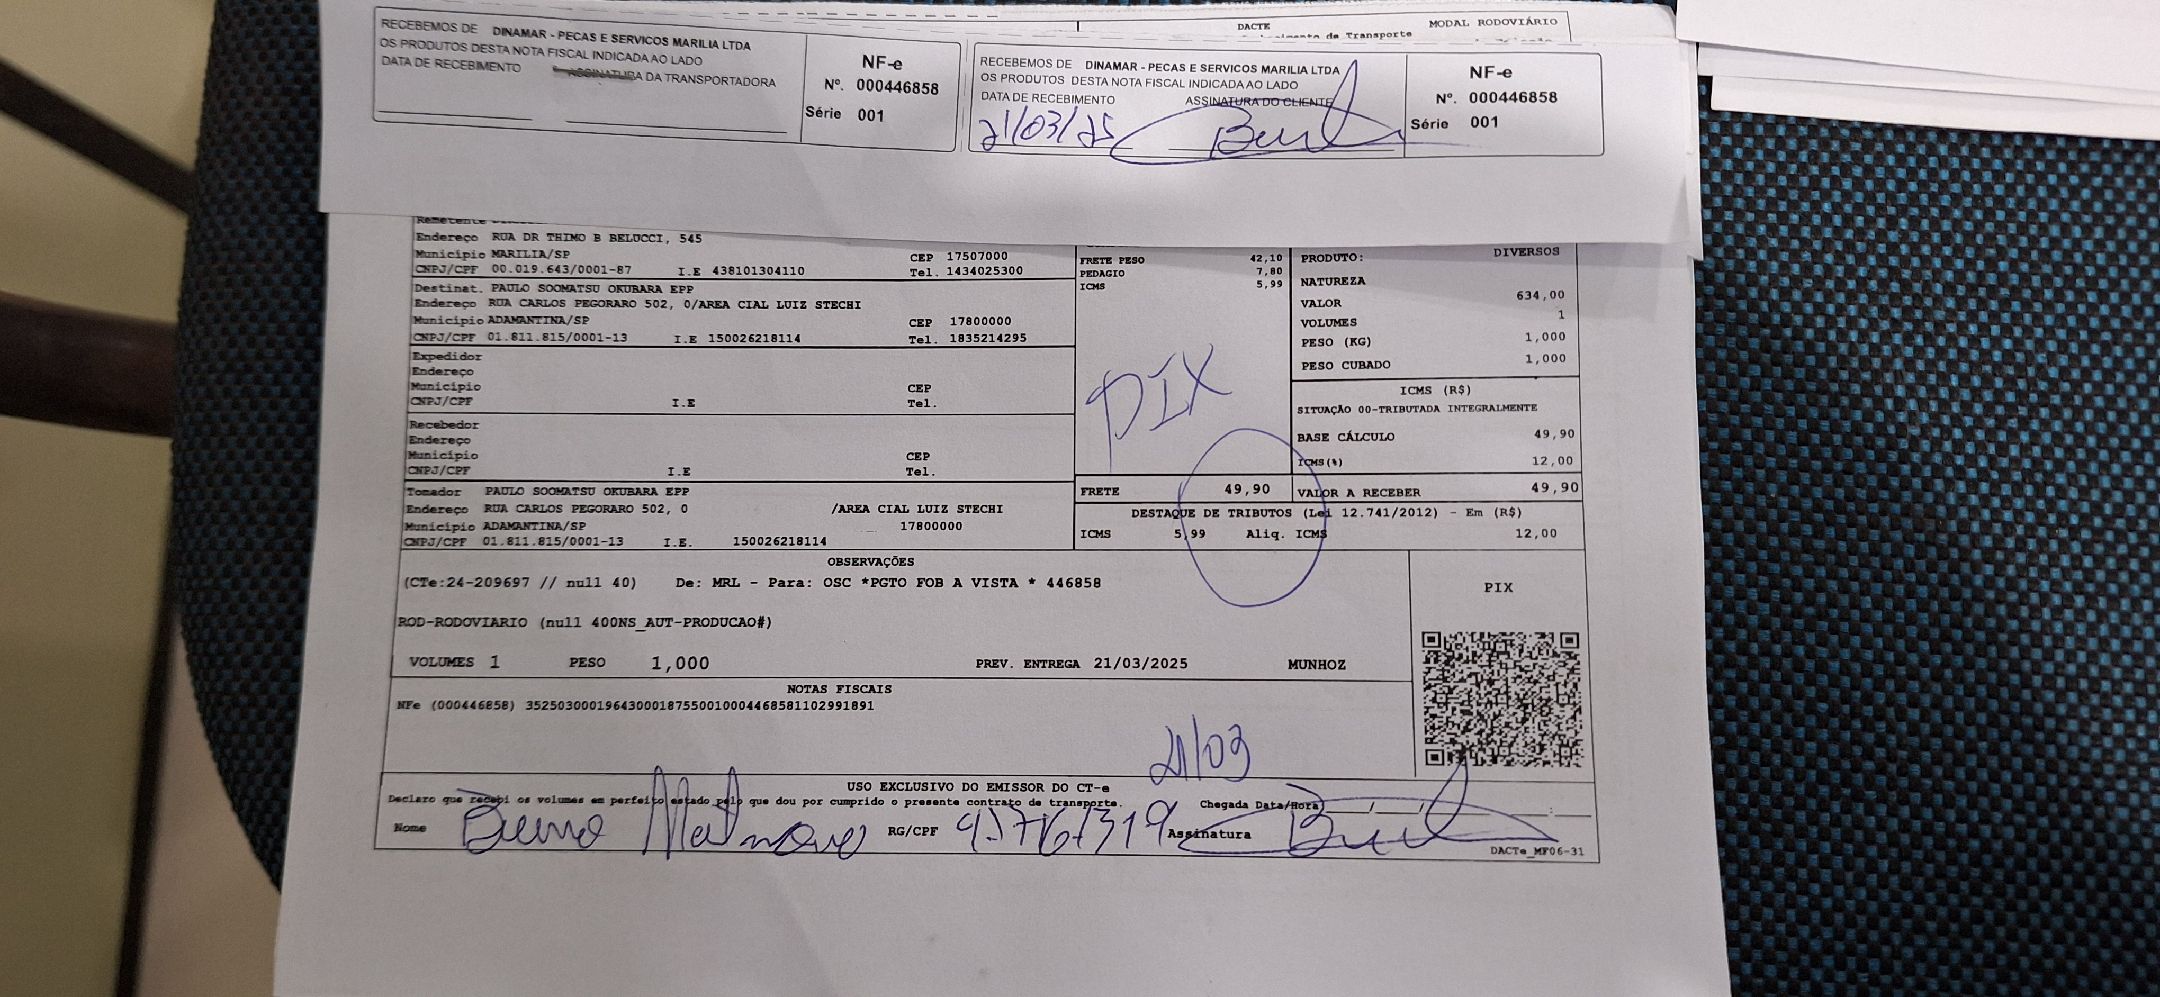 DACTE MODAL RODOVIÁRIO
de Transporte
RECEBEMOS DE DINAMAR - PECAS E SERVICOS MARILIA LTDA
OS PRODUTOS DESTA NOTA FISCAL INDICADA AO LADO
DATA DE RECEBIMENTO ASSINATURA DA TRANSPORTADORA
NF-e
Nº. 000446858
Série 001
RECEBEMOS DE DINAMAR - PECAS E SERVICOS MARILIA LTDA
OS PRODUTOS DESTA NOTA FISCAL INDICADA AO LADO
DATA DE RECEBIMENTO ASSINATURA DO CLIENTE
21/03/25
NF-e
Nº. 000446858
Série 001
Remetente
Endereço RUA DR THIMO B BELUCCI, 545
Município MARILIA/SP CEP 17507000
CNPJ/CPF 00.019.643/0001-87 I.E 438101304110 Tel. 1434025300
Destinat. PAULO SOOMATSU OKUBARA EPP
Endereço RUA CARLOS PEGORARO 502, 0/AREA CIAL LUIZ STECHI
Município ADAMANTINA/SP CEP 17800000
CNPJ/CPF 01.811.815/0001-13 I.E 150026218114 Tel. 1835214295
Expedidor
Endereço
Município CEP
CNPJ/CPF I.E Tel.
Recebedor
Endereço
Município CEP
CNPJ/CPF I.E Tel.
Tomador PAULO SOOMATSU OKUBARA EPP
Endereço RUA CARLOS PEGORARO 502, 0 /AREA CIAL LUIZ STECHI
Município ADAMANTINA/SP 17800000
CNPJ/CPF 01.811.815/0001-13 I.E. 150026218114
FRETE PESO 42,10
PEDAGIO 7,80
ICMS 5,99
PIX
FRETE 49,90
PRODUTO: DIVERSOS
NATUREZA
VALOR 634,00
VOLUMES 1
PESO (KG) 1,000
PESO CUBADO 1,000
ICMS (R$)
SITUAÇÃO 00-TRIBUTADA INTEGRALMENTE
BASE CÁLCULO 49,90
ICMS(%) 12,00
VALOR A RECEBER 49,90
DESTAQUE DE TRIBUTOS (Lei 12.741/2012) - Em (R$)
ICMS 5,99 Aliq. ICMS 12,00
OBSERVAÇÕES
(CTe:24-209697 // null 40) De: MRL - Para: OSC *PGTO FOB A VISTA * 446858
ROD-RODOVIARIO (null 400NS_AUT-PRODUCAO#)
VOLUMES 1 PESO 1,000 PREV. ENTREGA 21/03/2025 MUNHOZ
PIX
NOTAS FISCAIS
NFe (000446858) 35250300019643000187550010004468581102991891
21/03
USO EXCLUSIVO DO EMISSOR DO CT-e
Declaro que recebi os volumes em perfeito estado pelo que dou por cumprido o presente contrato de transporte. Chegada Data/Hora / / :
Nome Bruno RG/CPF Assinatura
DACTe_MF06-31